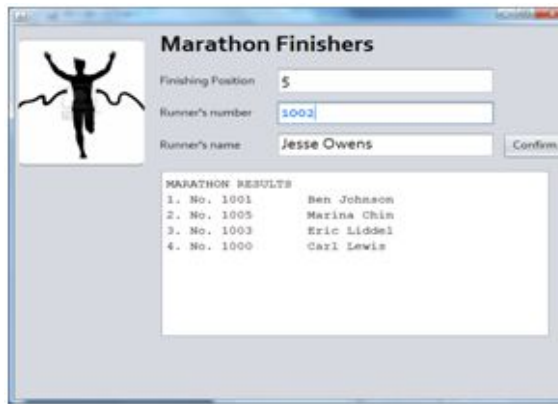 Marathon Finishers
Finishing Position 5
Runner's number 1002
Runner's name Jesse Owens Confirm
MARATHON RESULTS
1. No. 1001 Ben Johnson
2. No. 1005 Marina Chin
3. No. 1003 Eric Liddel
4. No. 1000 Carl Lewis